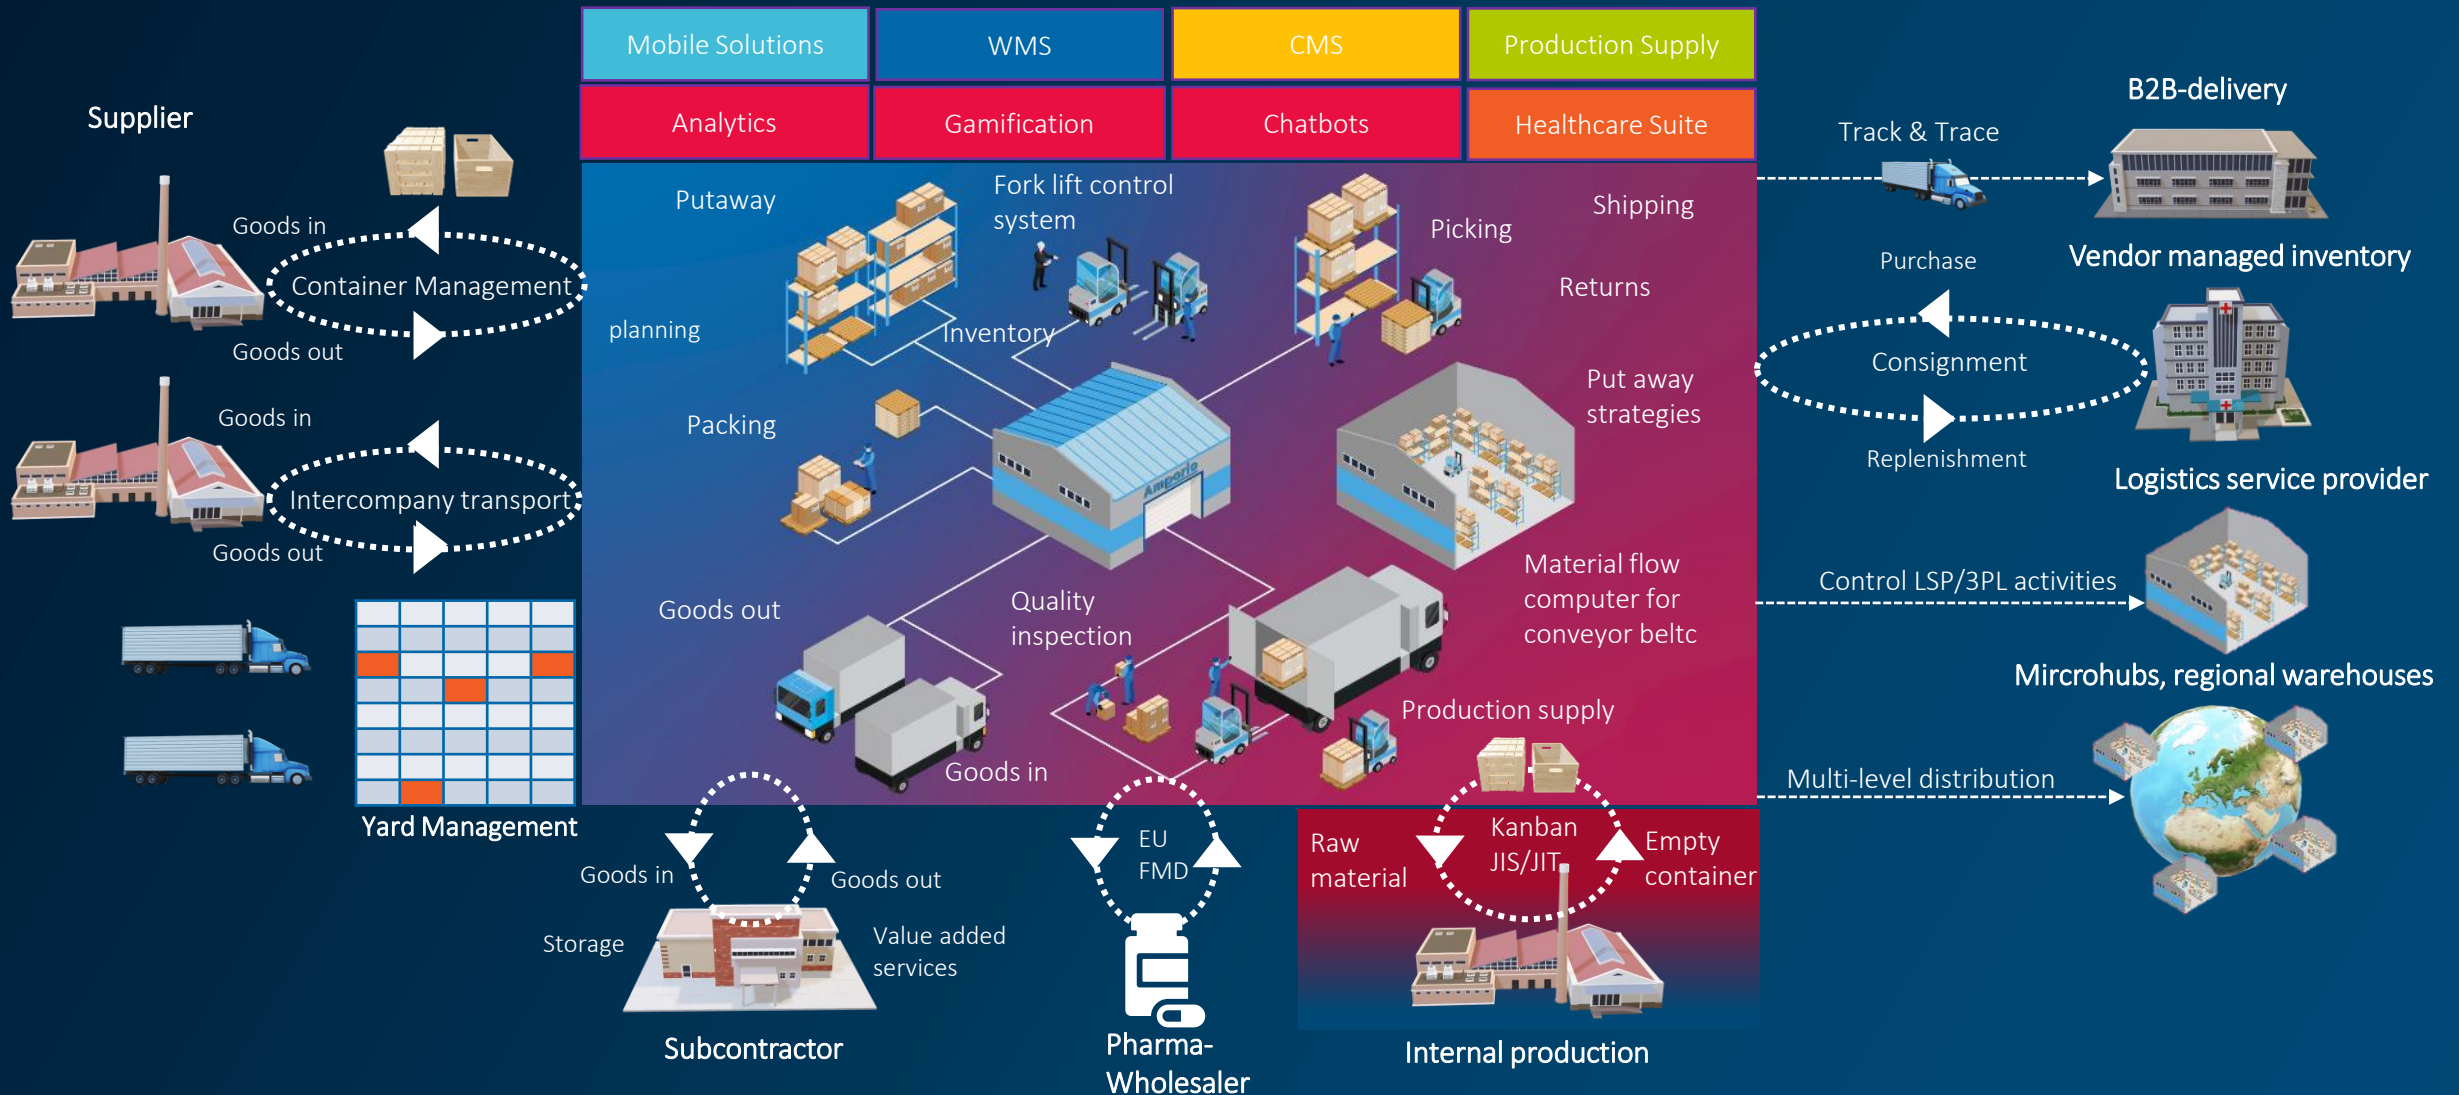 Mobile Solutions
WMS
CMS
Production Supply
Analytics
Gamification
Chatbots
Healthcare Suite
Supplier
Goods in
Container Management
Goods out
Goods in
Intercompany transport
Goods out
Yard Management
Putaway
Fork lift control
system
Picking
Shipping
Returns
planning
Inventory
Packing
Put away
strategies
Amporio
Goods out
Quality
inspection
Material flow
computer for
conveyor beltc
Production supply
Goods in
Goods in
Goods out
Storage
Value added
services
Subcontractor
EU
FMD
Pharma-
Wholesaler
Raw
material
Kanban
JIS/JIT
Empty
container
Internal production
B2B-delivery
Track & Trace
Vendor managed inventory
Purchase
Consignment
Replenishment
Logistics service provider
Control LSP/3PL activities
Mircrohubs, regional warehouses
Multi-level distribution